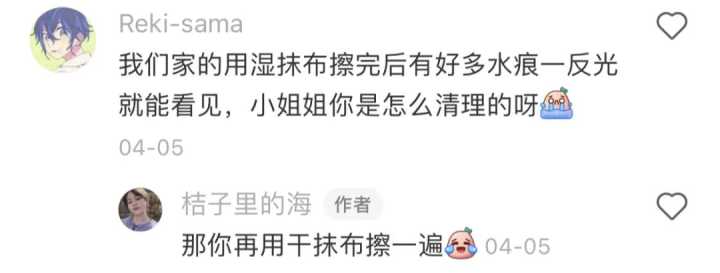 Reki-sama
我们家的用湿抹布擦完后有好多水痕一反光
就能看见，小姐姐你是怎么清理的呀
04-05
桔子里的海 作者
那你再用干抹布擦一遍 04-05